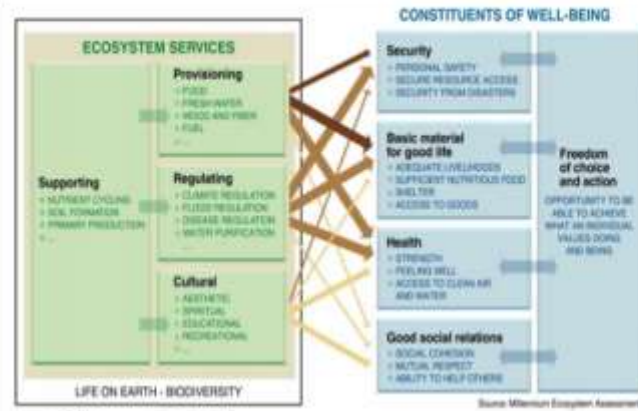 CONSTITUENTS OF WELL-BEING
ECOSYSTEM SERVICES
Supporting
NUTRIENT CYCLING
SOIL FORMATION
PRIMARY PRODUCTION
...
Provisioning
FOOD
FRESH WATER
WOOD AND FIBER
FUEL
...
Regulating
CLIMATE REGULATION
FLOOD REGULATION
DISEASE REGULATION
WATER PURIFICATION
...
Cultural
AESTHETIC
SPIRITUAL
EDUCATIONAL
RECREATIONAL
...
LIFE ON EARTH - BIODIVERSITY
Security
PERSONAL SAFETY
SECURE RESOURCE ACCESS
SECURITY FROM DISASTERS
Basic material
for good life
ADEQUATE LIVELIHOODS
SUFFICIENT NUTRITIOUS FOOD
SHELTER
ACCESS TO GOODS
Health
STRENGTH
FEELING WELL
ACCESS TO CLEAN AIR
AND WATER
Good social relations
SOCIAL COHESION
MUTUAL RESPECT
ABILITY TO HELP OTHERS
Freedom
of choice
and action
OPPORTUNITY TO BE
ABLE TO ACHIEVE
WHAT AN INDIVIDUAL
VALUES DOING
AND BEING
Source: Millennium Ecosystem Assessment